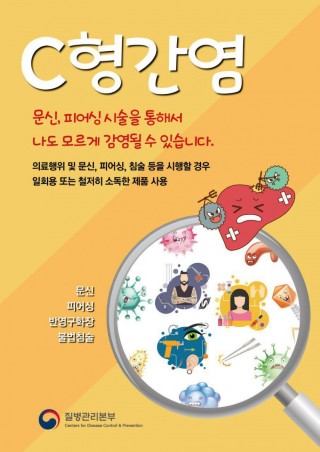 C형간염
문신, 피어싱 시술을 통해서
나도 모르게 감염될 수 있습니다.
의료행위 및 문신, 피어싱, 침술 등을 시행할 경우
일회용 또는 철저히 소독한 제품 사용
문신
피어싱
반영구화장
불법침술
질병관리본부
Centers for Disease Control & Prevention